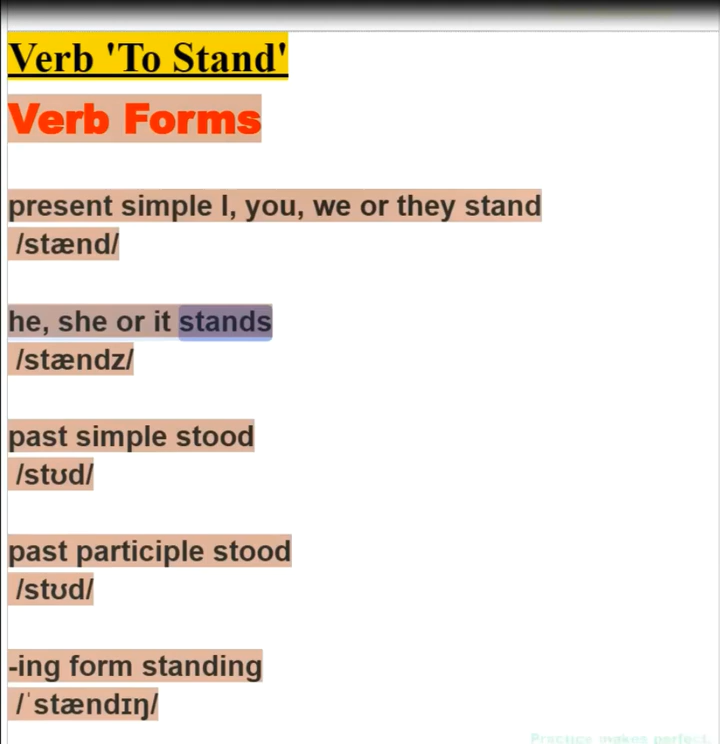 Verb 'To Stand'
Verb Forms
present simple I, you, we or they stand
/stænd/
he, she or it stands
/stændz/
past simple stood
/stʊd/
past participle stood
/stʊd/
-ing form standing
/ˈstændɪŋ/
Practice makes perfect.